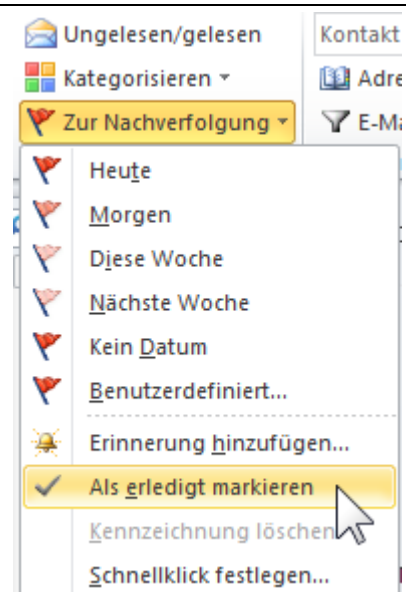 Ungelesen/gelesen
Kontakt
Kategorisieren
Adre
Zur Nachverfolgung
E-Ma
Heute
Morgen
Diese Woche
Nächste Woche
Kein Datum
Benutzerdefiniert...
Erinnerung hinzufügen...
Als erledigt markieren
Kennzeichnung löschen
Schnellklick festlegen...